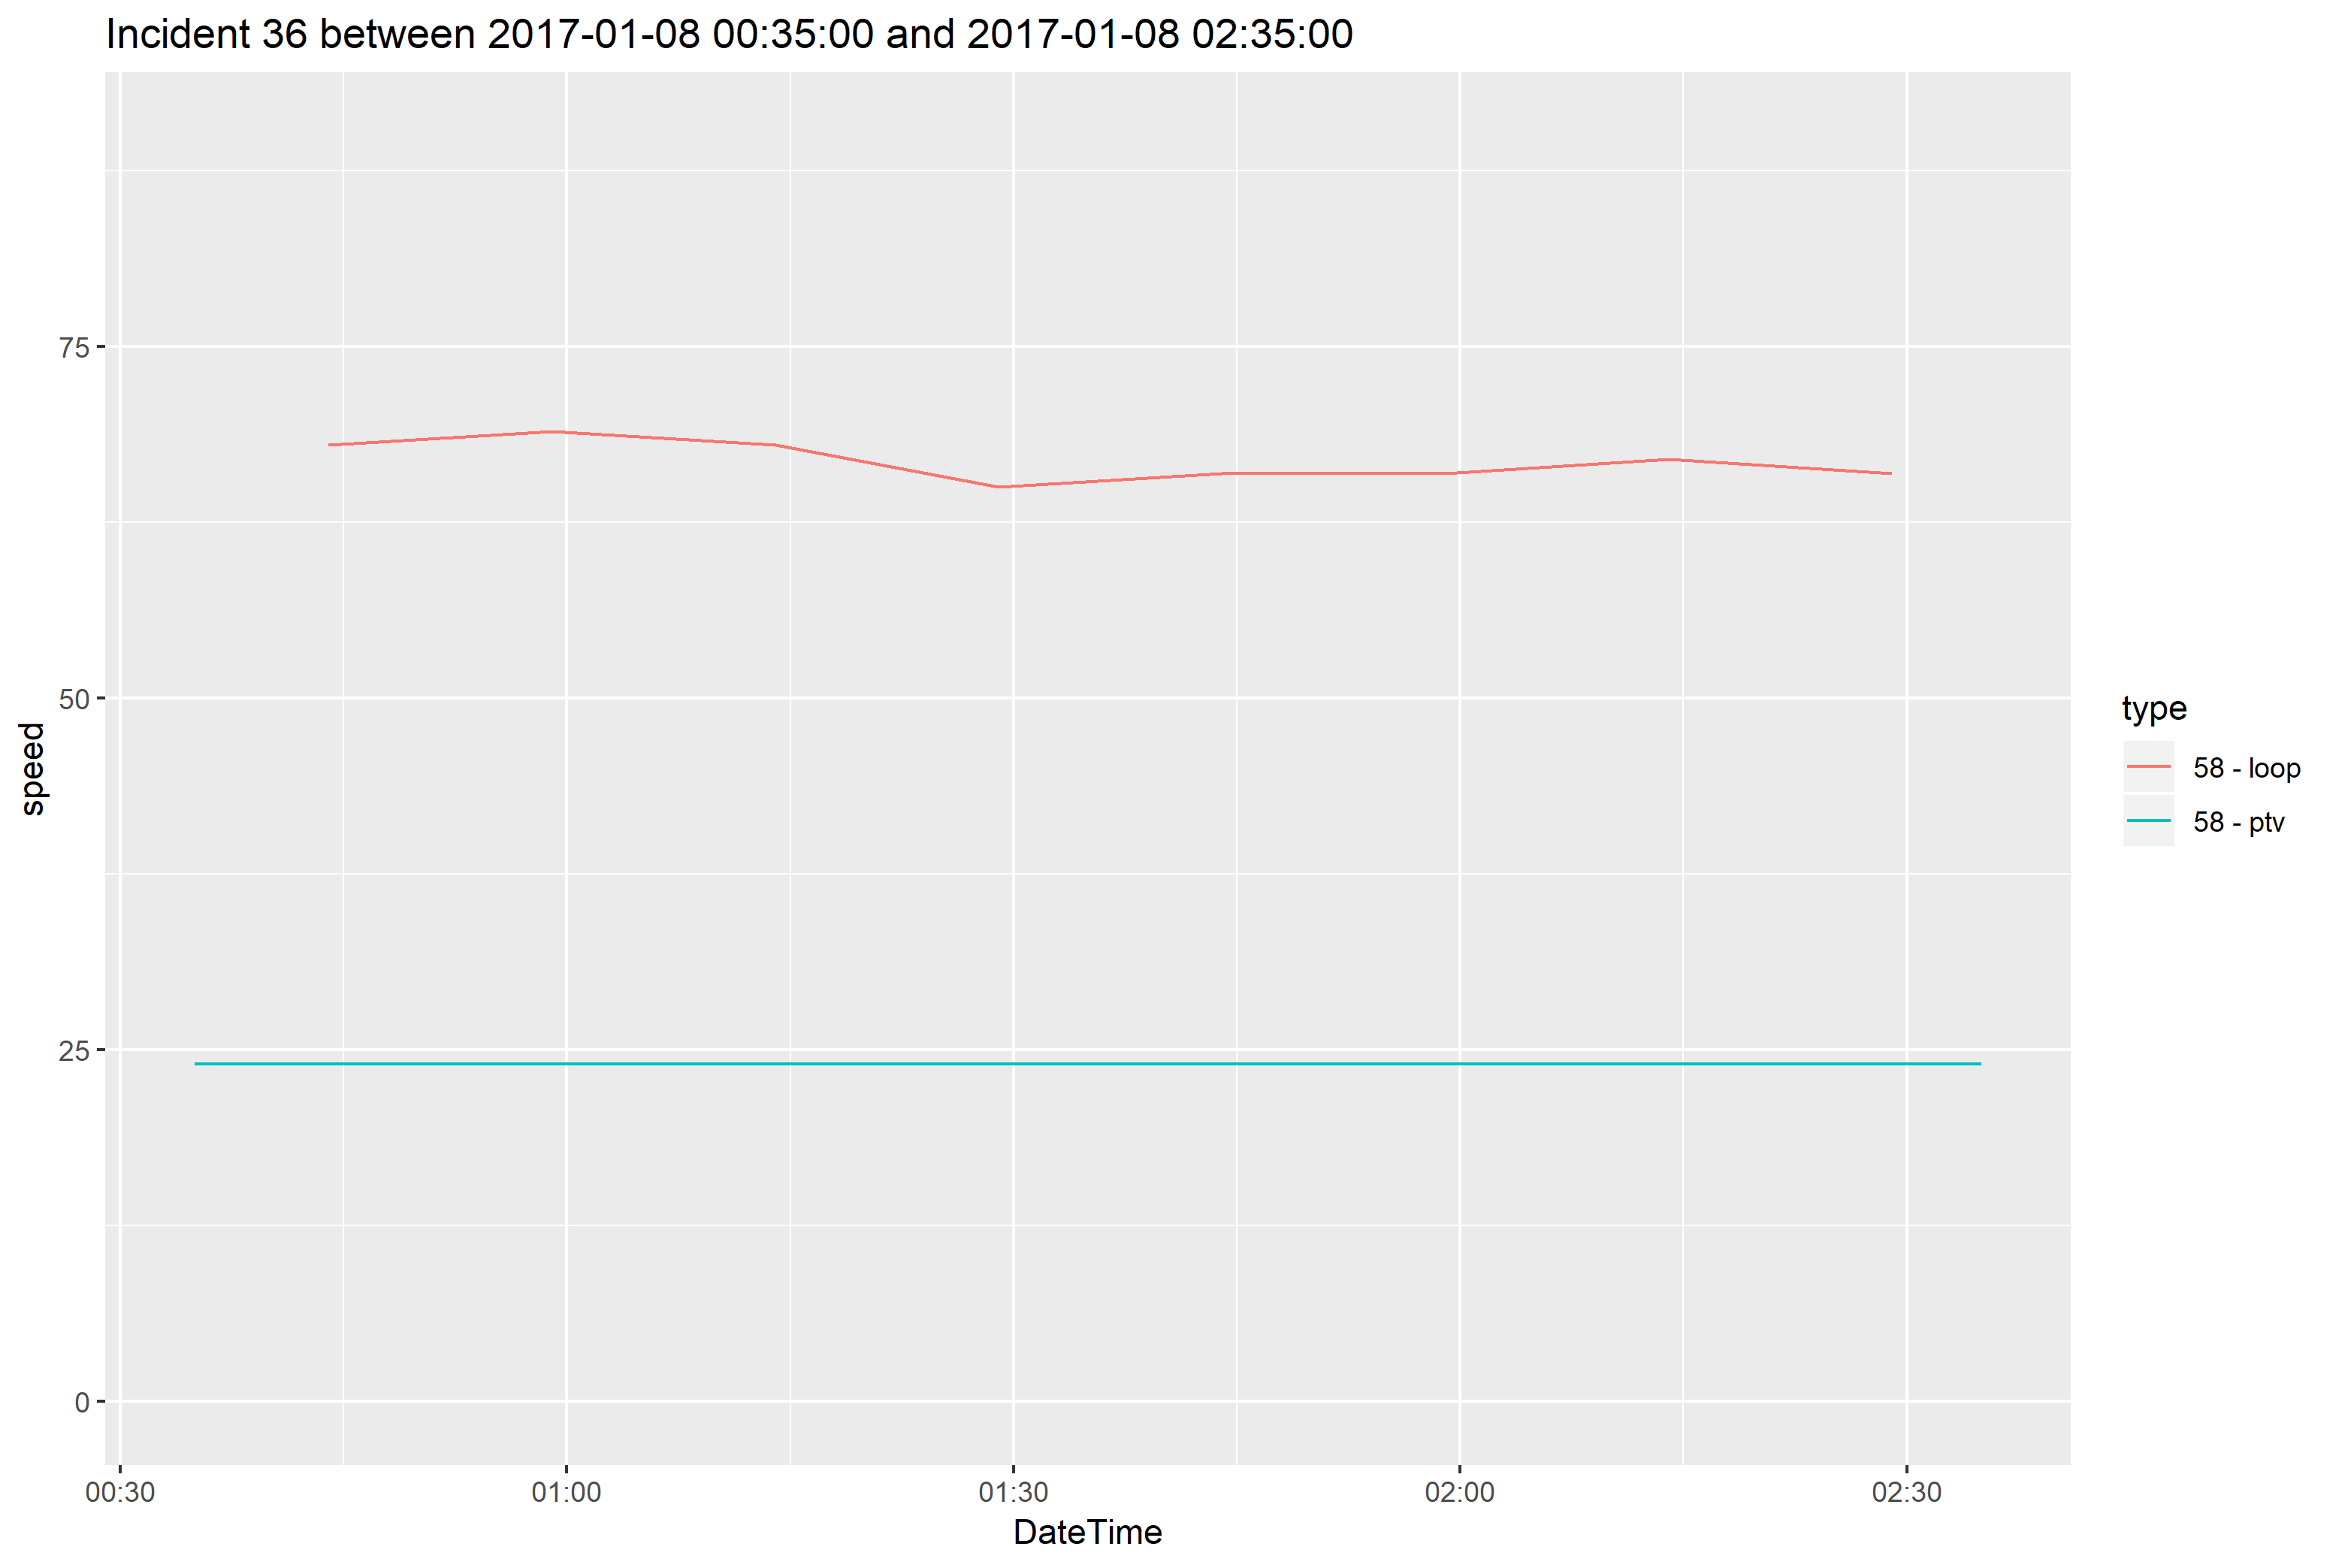 Incident 36 between 2017-01-08 00:35:00 and 2017-01-08 02:35:00
75
50
25
0
speed
00:30 01:00 01:30 02:00 02:30
DateTime
type
58 - loop
58 - ptv